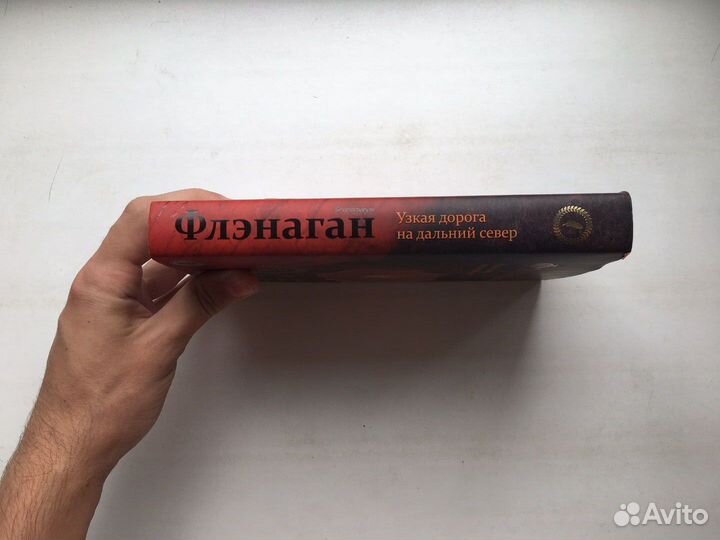 Флэнаган
Узкая дорога
на дальний север
Avito